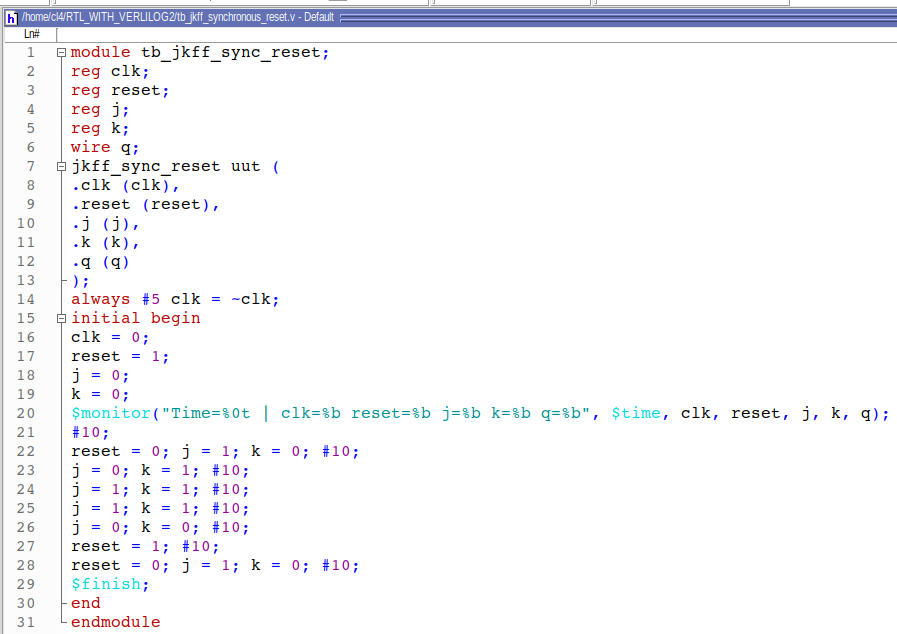 /home/cl4/RTL_WITH_VERLILOG2/tb_jkff_synchronous_reset.v - Default
Ln#
1 module tb_jkff_sync_reset;
2 reg clk;
3 reg reset;
4 reg j;
5 reg k;
6 wire q;
7 jkff_sync_reset uut (
8 .clk (clk),
9 .reset (reset),
10 .j (j),
11 .k (k),
12 .q (q)
13 );
14 always #5 clk = ~clk;
15 initial begin
16 clk = 0;
17 reset = 1;
18 j = 0;
19 k = 0;
20 $monitor("Time=%0t | clk=%b reset=%b j=%b k=%b q=%b", $time, clk, reset, j, k, q);
21 #10;
22 reset = 0; j = 1; k = 0; #10;
23 j = 0; k = 1; #10;
24 j = 1; k = 1; #10;
25 j = 1; k = 1; #10;
26 j = 0; k = 0; #10;
27 reset = 1; #10;
28 reset = 0; j = 1; k = 0; #10;
29 $finish;
30 end
31 endmodule